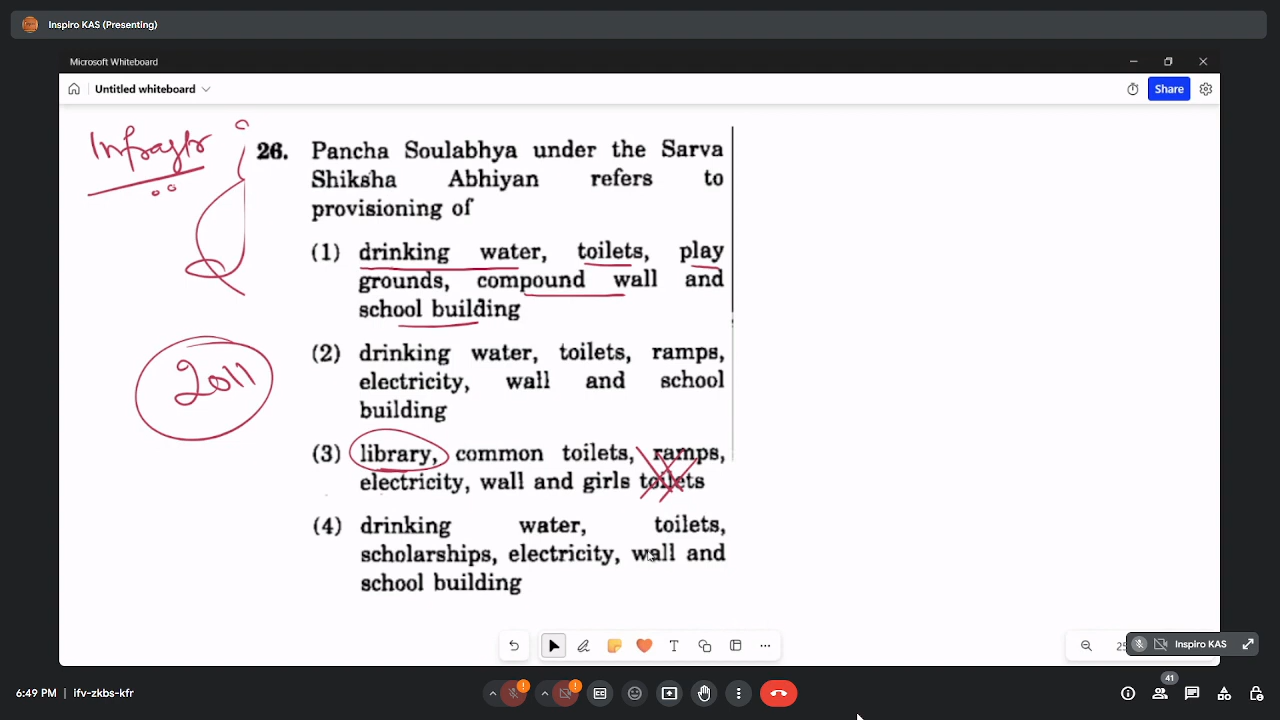 Inspiro KAS (Presenting)
Microsoft Whiteboard
Untitled whiteboard
Share
Infrastr
26. Pancha Soulabhya under the Sarva
Shiksha Abhiyan refers to
provisioning of
(1) drinking water, toilets, play
grounds, compound wall and
school building
2011
(2) drinking water, toilets, ramps,
electricity, wall and school
building
(3) library, common toilets, ramps,
electricity, wall and girls toilets
(4) drinking water, toilets,
scholarships, electricity, wall and
school building
Inspiro KAS
41
6:49 PM | ifv-zkbs-kfr